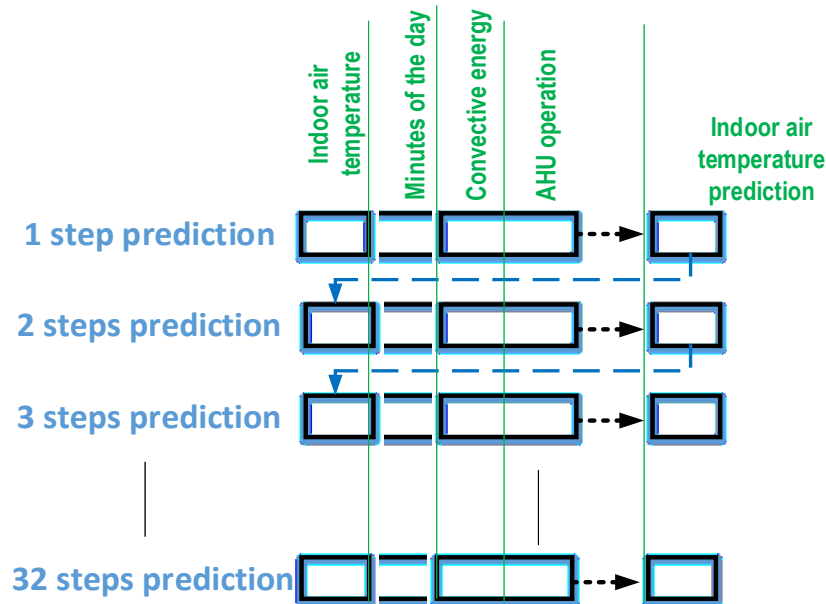 Indoor air
temperature
Minutes of the day
Convective energy
AHU operation
Indoor air
temperature
prediction
1 step prediction
2 steps prediction
3 steps prediction
32 steps prediction